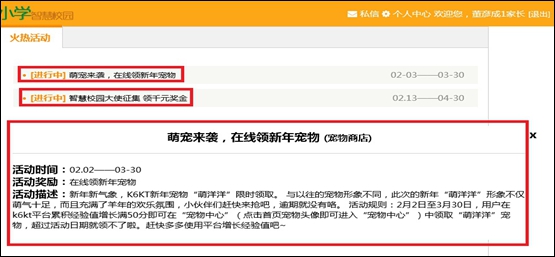 小学智慧校园
私信 个人中心 欢迎您，董彦成1家长 [退出]
火热活动
[进行中] 萌宠来袭，在线领新年宠物 02-03——03-30
[进行中] 智慧校园大使征集 领千元奖金 02.13——04-30
萌宠来袭，在线领新年宠物 (宠物商店)
活动时间：02.02——03-30
活动奖励：在线领新年宠物
活动描述：新年新气象，K6KT新年宠物“萌洋洋”限时领取。 与以往的宠物形象不同，此次的新年“萌洋洋”形象不仅
萌气十足，而且充满了羊年的欢乐氛围，小伙伴们赶快来抢吧，逾期就没有咯。 活动规则：2月2日至3月30日，用户在
k6kt平台累积经验值增长满50分即可在“宠物中心”（点击首页宠物头像即可进入“宠物中心”）中领取“萌洋洋”宠
物，超过活动日期就领不了啦。赶快多多使用平台增长经验值吧~